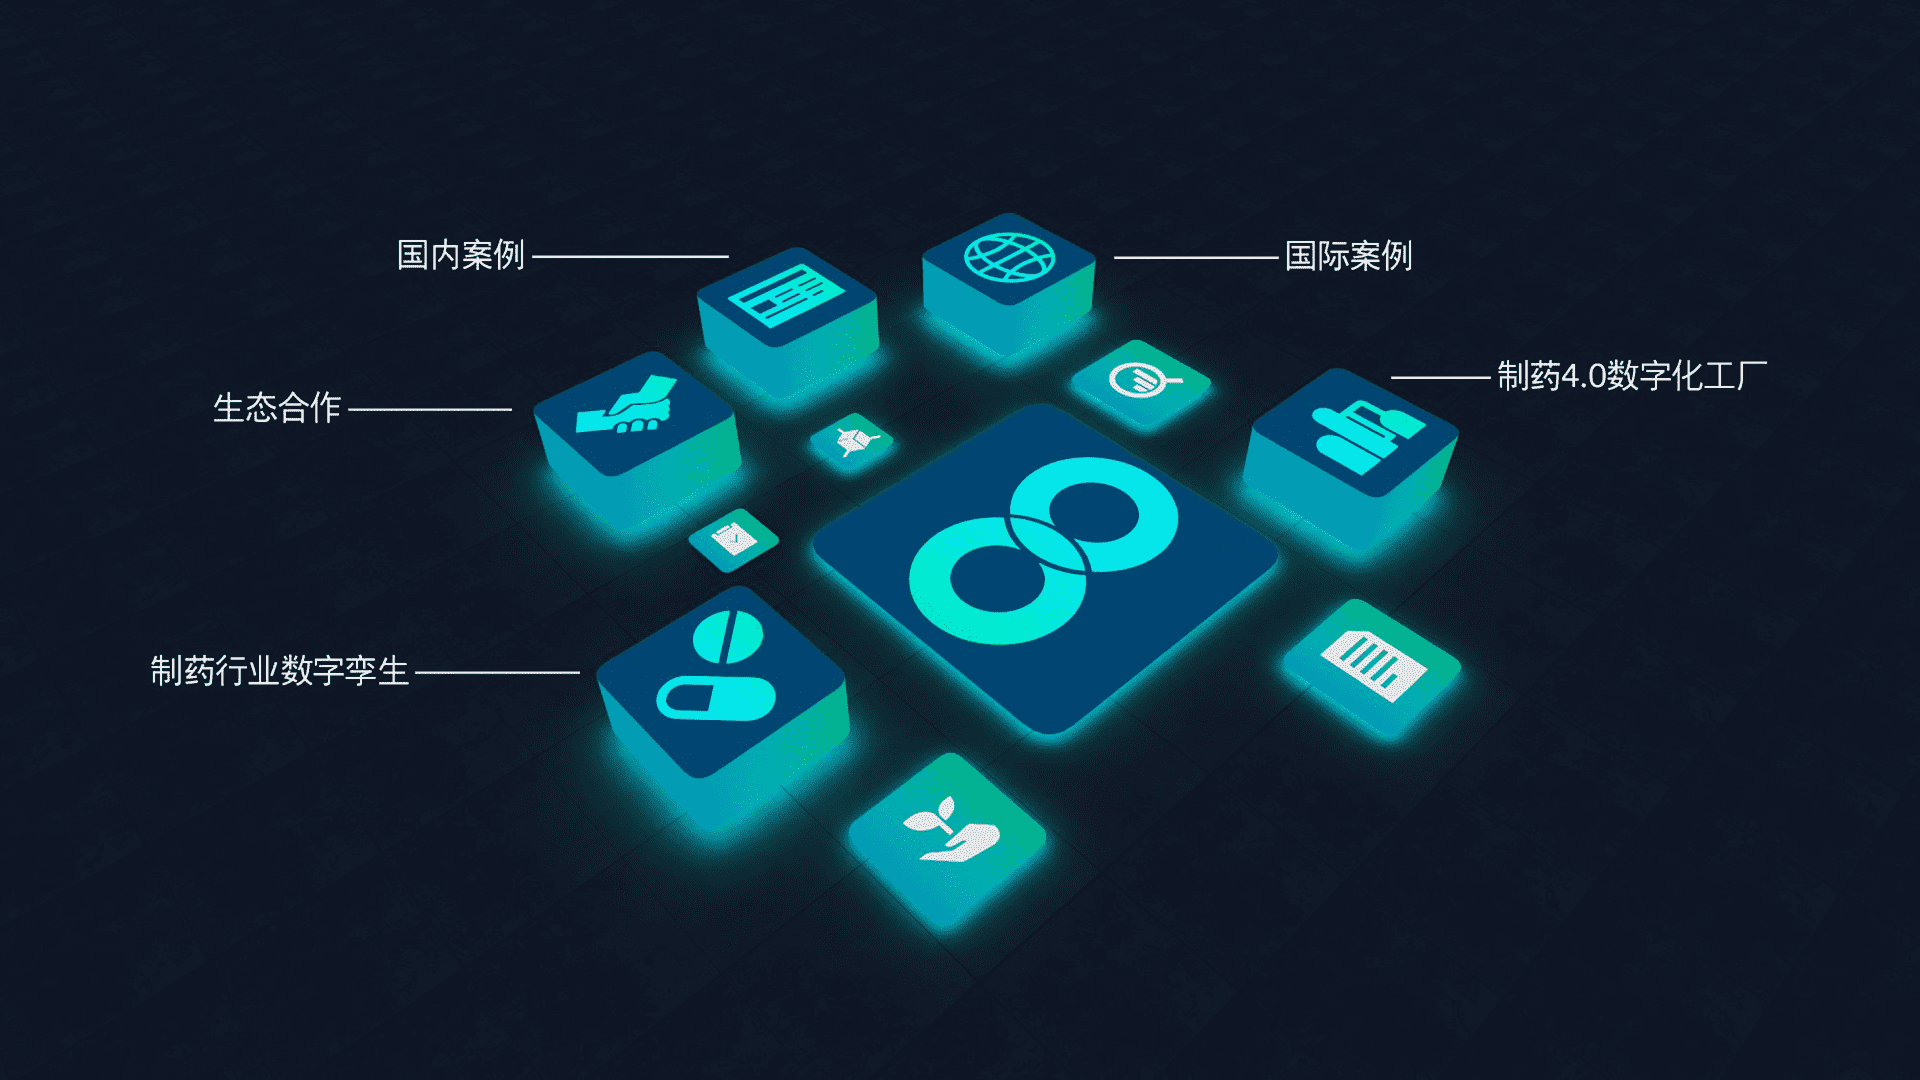 国内案例
国际案例
制药4.0数字化工厂
生态合作
制药行业数字孪生